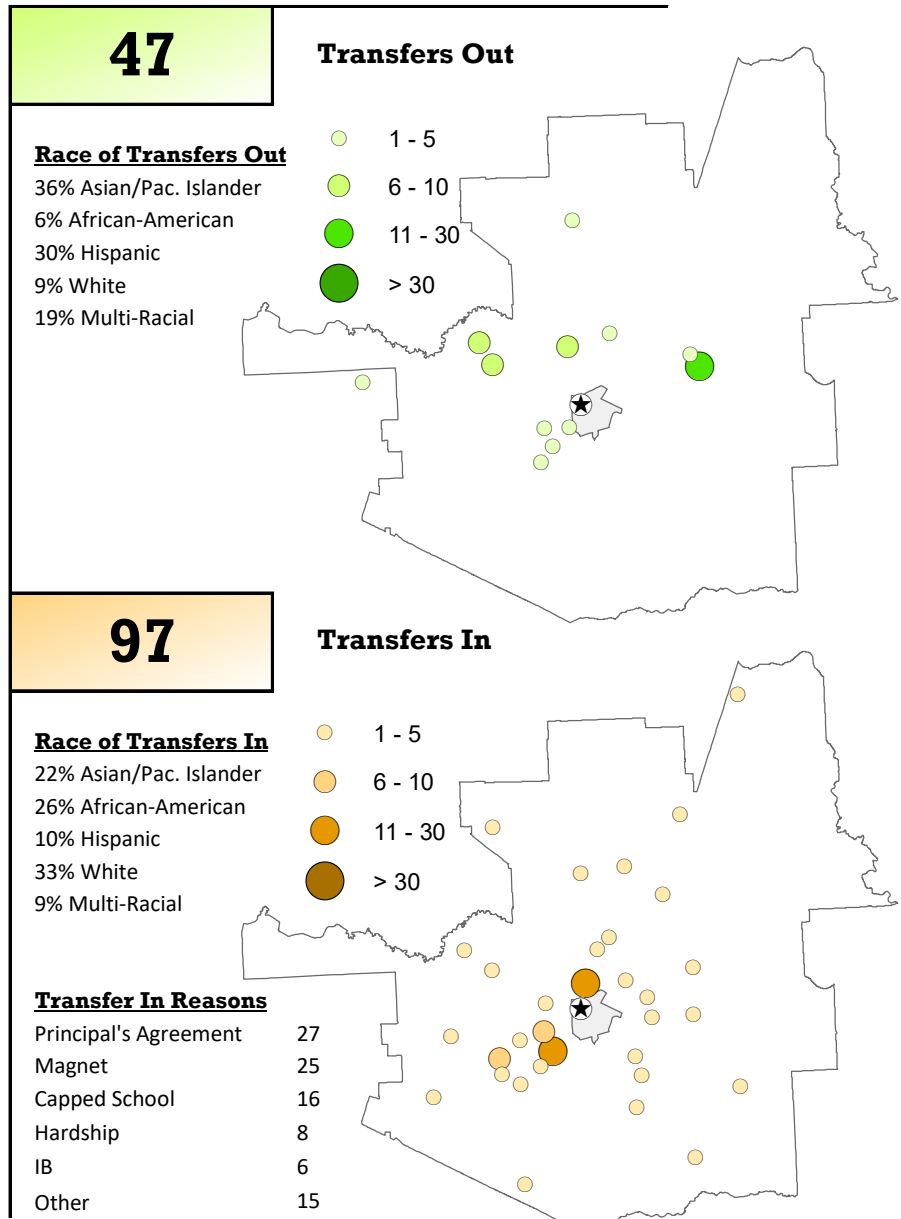 47
Transfers Out
Race of Transfers Out
36% Asian/Pac. Islander
6% African-American
30% Hispanic
9% White
19% Multi-Racial
1 - 5
6 - 10
11 - 30
> 30
97
Transfers In
Race of Transfers In
22% Asian/Pac. Islander
26% African-American
10% Hispanic
33% White
9% Multi-Racial
1 - 5
6 - 10
11 - 30
> 30
Transfer In Reasons
Principal's Agreement 27
Magnet 25
Capped School 16
Hardship 8
IB 6
Other 15